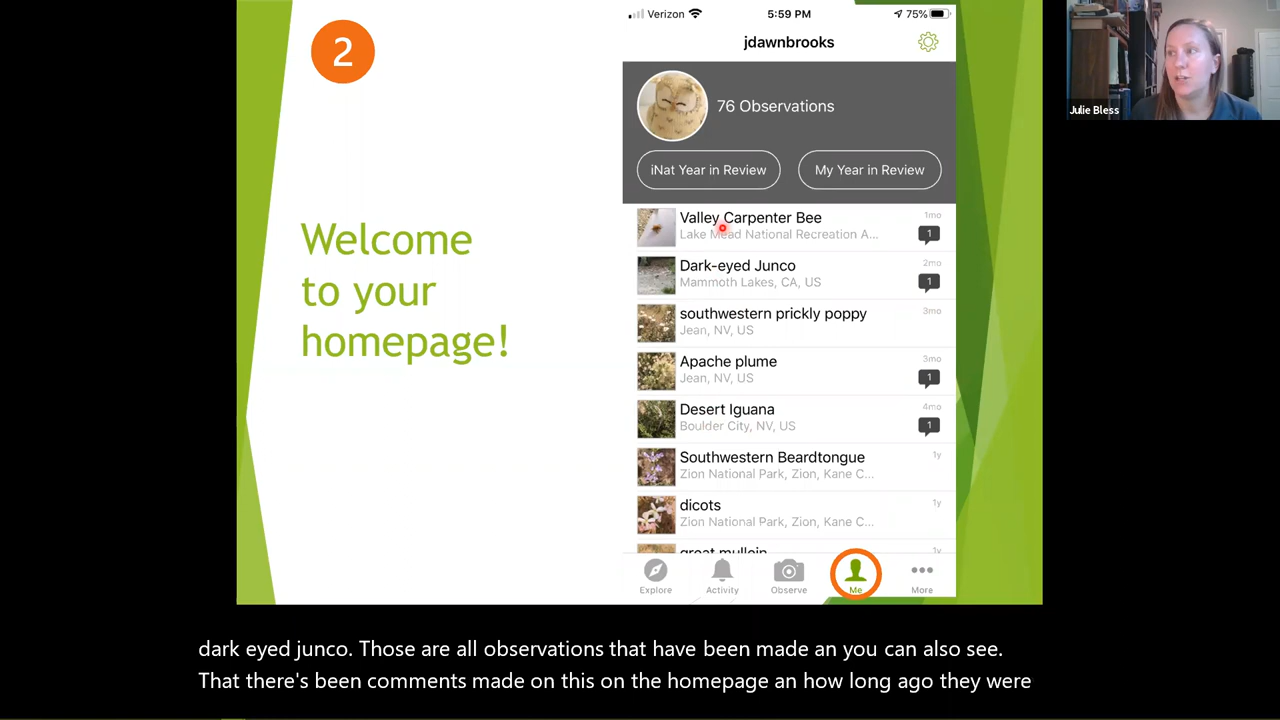 2
Welcome
to your
homepage!
Verizon
5:59 PM
75%
jdawnbrooks
76 Observations
iNat Year in Review
My Year in Review
Valley Carpenter Bee
1mo
Lake Mead National Recreation A...
1
Dark-eyed Junco
2mo
Mammoth Lakes, CA, US
1
southwestern prickly poppy
3mo
Jean, NV, US
Apache plume
3mo
Jean, NV, US
1
Desert Iguana
4mo
Boulder City, NV, US
1
Southwestern Beardtongue
1y
Zion National Park, Zion, Kane C...
dicots
1y
Zion National Park, Zion, Kane C...
great mullein
1y
Explore
Activity
Observe
Me
More
Julie Bless
dark eyed junco. Those are all observations that have been made an you can also see.
That there's been comments made on this on the homepage an how long ago they were